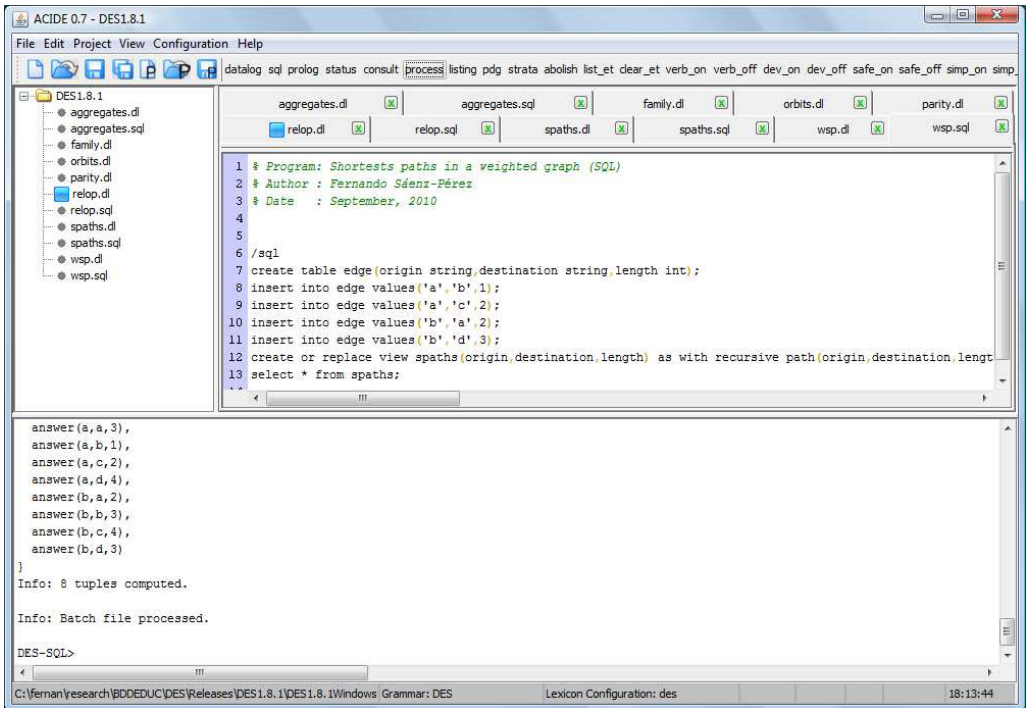 ACIDE 0.7 - DES1.8.1
File Edit Project View Configuration Help
datalog sql prolog status consult process listing pdg strata abolish list_et clear_et verb_on verb_off dev_on dev_off safe_on safe_off simp_on simp_
DES1.8.1
aggregates.dl
aggregates.sql
family.dl
orbits.dl
parity.dl
relop.dl
relop.sql
spaths.dl
spaths.sql
wsp.dl
wsp.sql
aggregates.dl aggregates.sql family.dl orbits.dl parity.dl
relop.dl relop.sql spaths.dl spaths.sql wsp.dl wsp.sql
1 % Program: Shortests paths in a weighted graph (SQL)
2 % Author : Fernando Sáenz-Pérez
3 % Date   : September, 2010
4
5
6 /sql
7 create table edge(origin string,destination string,length int);
8 insert into edge values('a','b',1);
9 insert into edge values('a','c',2);
10 insert into edge values('b','a',2);
11 insert into edge values('b','d',3);
12 create or replace view spaths(origin,destination,length) as with recursive path(origin,destination,lengt
13 select * from spaths;
answer(a,a,3),
answer(a,b,1),
answer(a,c,2),
answer(a,d,4),
answer(b,a,2),
answer(b,b,3),
answer(b,c,4),
answer(b,d,3)
}
Info: 8 tuples computed.
Info: Batch file processed.
DES-SQL>
C:\fernan\research\BDDEDUC\DES\Releases\DES1.8.1\DES1.8.1Windows Grammar: DES Lexicon Configuration: des 18:13:44